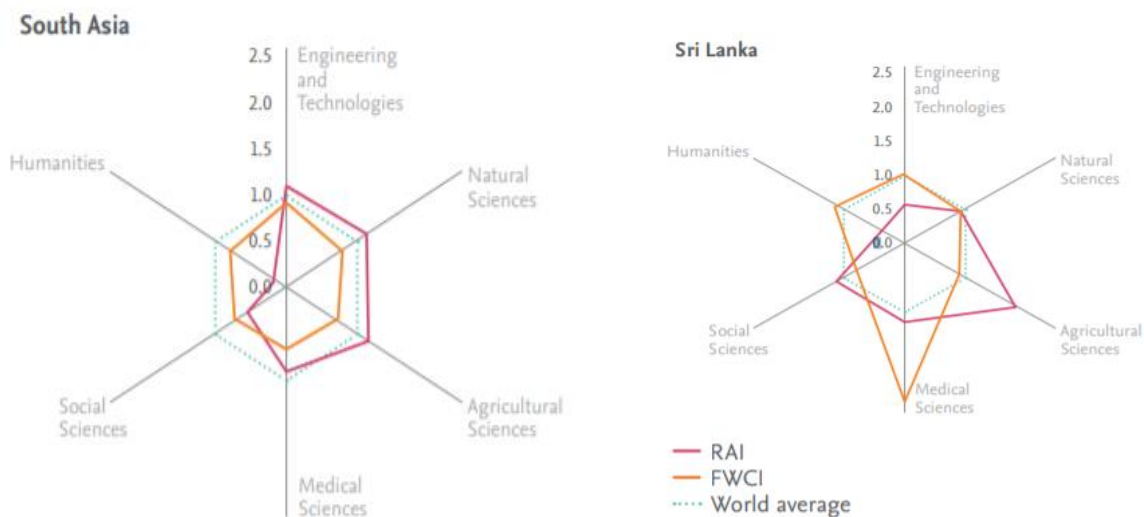 South Asia
2.5
2.0
1.5
1.0
0.5
0.0
Engineering
and
Technologies
Natural
Sciences
Agricultural
Sciences
Medical
Sciences
Social
Sciences
Humanities
Sri Lanka
2.5
2.0
1.5
1.0
0.5
0.0
Engineering
and
Technologies
Natural
Sciences
Agricultural
Sciences
Medical
Sciences
Social
Sciences
Humanities
RAI
FWCI
World average